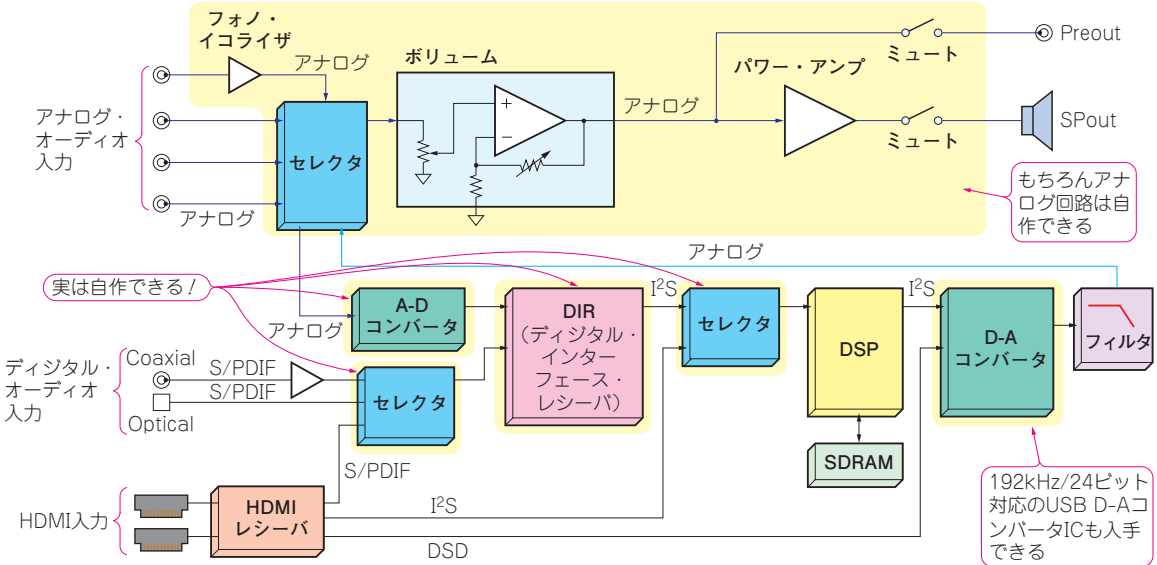 フォノ・
イコライザ
アナログ
ボリューム
アナログ
パワー・アンプ
ミュート
Preout
ミュート
SPout
アナログ・
オーディオ
入力
セレクタ
+
−
アナログ
もちろんアナ
ログ回路は自
作できる
アナログ
実は自作できる!
アナログ
A-D
コンバータ
DIR
(ディジタル・
インター
フェース・
レシーバ)
I²S
セレクタ
DSP
I²S
D-A
コンバータ
フィルタ
ディジタル・
オーディオ
入力
Coaxial
S/PDIF
S/PDIF
Optical
セレクタ
SDRAM
S/PDIF
HDMI入力
HDMI
レシーバ
I²S
DSD
192kHz/24ビット
対応のUSB D-Aコ
ンバータICも入手
できる